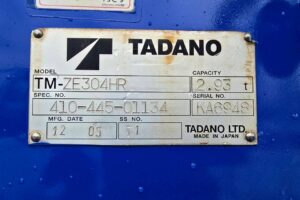 TADANO
MODEL CAPACITY
TM-ZE304HR 2.93 t
SPEC. NO. SERIAL NO.
410-445-01134 KA6948
MFG. DATE SS NO.
12 05 11
TADANO LTD.
MADE IN JAPAN